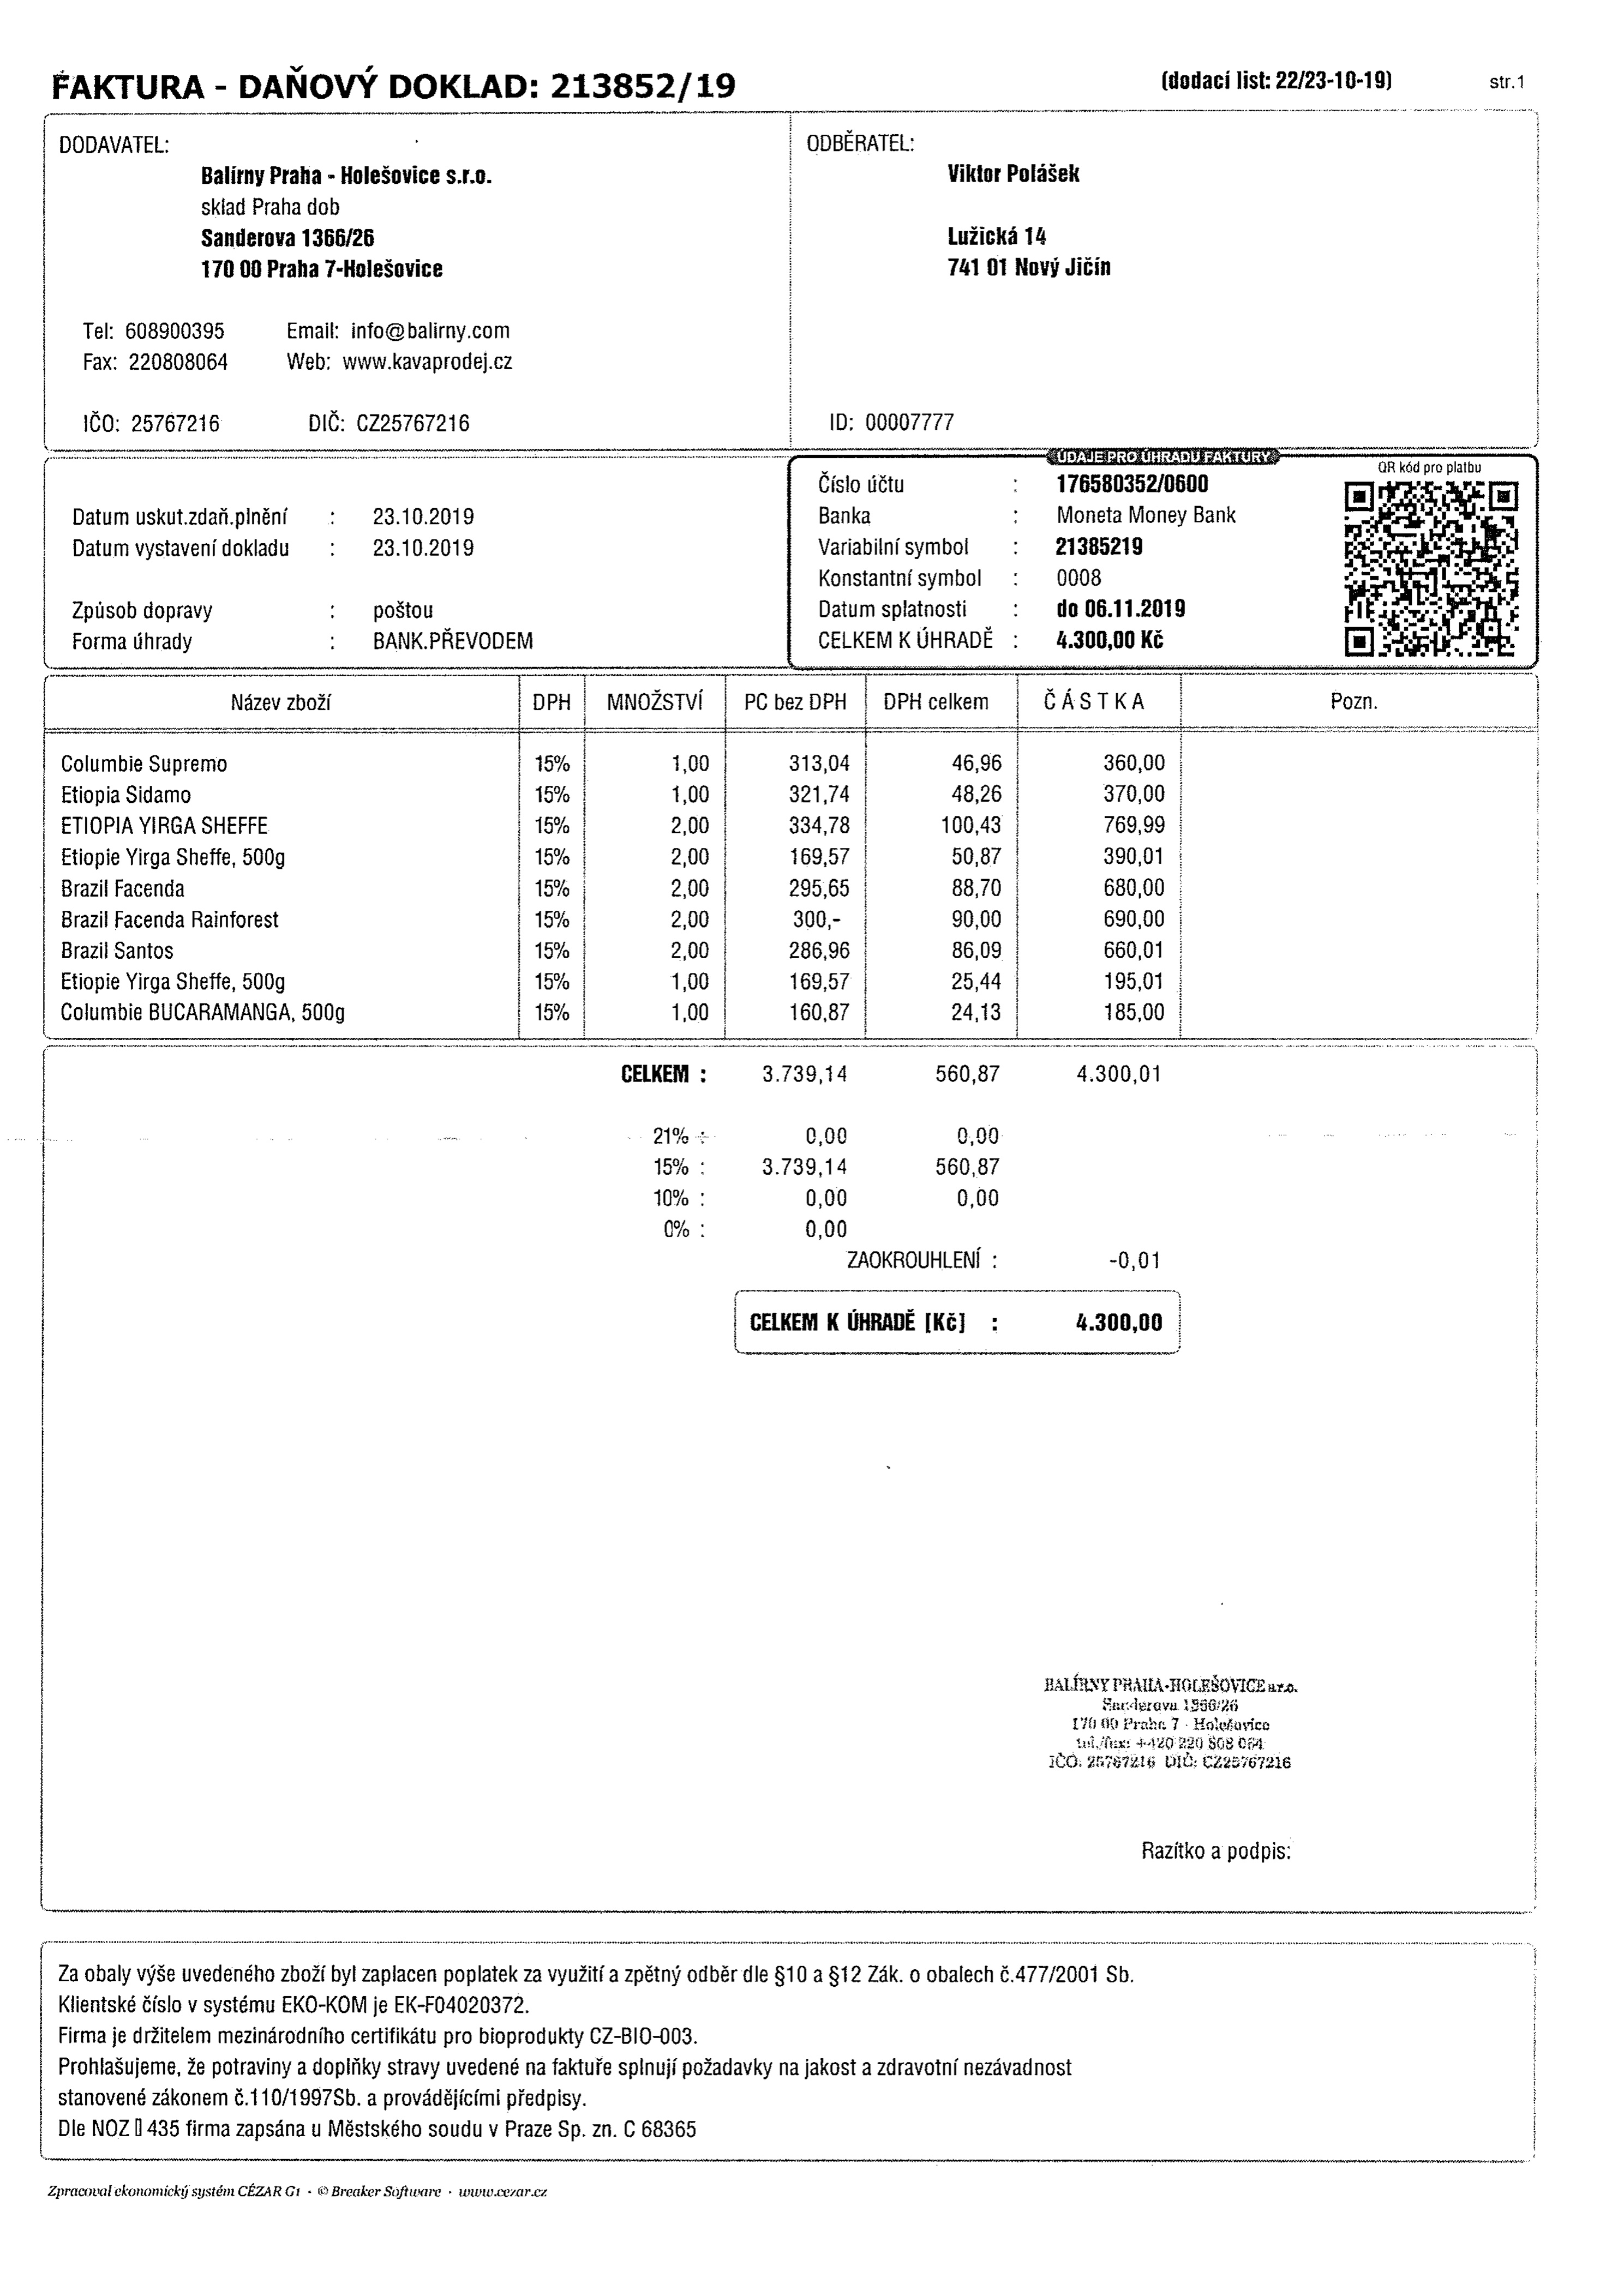 FAKTURA - DAŇOVÝ DOKLAD: 213852/19 (dodací list: 22/23-10-19) str.1
DODAVATEL:
Balírny Praha - Holešovice s.r.o.
sklad Praha dob
Sanderova 1366/26
170 00 Praha 7-Holešovice
Tel: 608900395 Email: info@balirny.com
Fax: 220808064 Web: www.kavaprodej.cz
IČO: 25767216 DIČ: CZ25767216
ODBĚRATEL:
Viktor Polášek
Lužická 14
741 01 Nový Jičín
ID: 00007777
Datum uskut.zdaň.plnění : 23.10.2019
Datum vystavení dokladu : 23.10.2019
Způsob dopravy : poštou
Forma úhrady : BANK.PŘEVODEM
ÚDAJE PRO ÚHRADU FAKTURY
Číslo účtu : 176580352/0600
Banka : Moneta Money Bank
Variabilní symbol : 21385219
Konstantní symbol : 0008
Datum splatnosti : do 06.11.2019
CELKEM K ÚHRADĚ : 4.300,00 Kč
QR kód pro platbu
Název zboží DPH MNOŽSTVÍ PC bez DPH DPH celkem ČÁSTKA Pozn.
Columbie Supremo 15% 1,00 313,04 46,96 360,00
Etiopia Sidamo 15% 1,00 321,74 48,26 370,00
ETIOPIA YIRGA SHEFFE 15% 2,00 334,78 100,43 769,99
Etiopie Yirga Sheffe, 500g 15% 2,00 169,57 50,87 390,01
Brazil Facenda 15% 2,00 295,65 88,70 680,00
Brazil Facenda Rainforest 15% 2,00 300,- 90,00 690,00
Brazil Santos 15% 2,00 286,96 86,09 660,01
Etiopie Yirga Sheffe, 500g 15% 1,00 169,57 25,44 195,01
Columbie BUCARAMANGA, 500g 15% 1,00 160,87 24,13 185,00
CELKEM : 3.739,14 560,87 4.300,01
21% : 0,00 0,00
15% : 3.739,14 560,87
10% : 0,00 0,00
0% : 0,00
ZAOKROUHLENÍ : -0,01
CELKEM K ÚHRADĚ [Kč] : 4.300,00
BALÍRNY PRAHA-HOLEŠOVICE s.r.o.
Sanderova 1366/26
170 00 Praha 7 - Holešovice
tel./fax: +420 220 808 064
IČO: 25767216 DIČ: CZ25767216
Razítko a podpis:
Za obaly výše uvedeného zboží byl zaplacen poplatek za využití a zpětný odběr dle §10 a §12 Zák. o obalech č.477/2001 Sb.
Klientské číslo v systému EKO-KOM je EK-F04020372.
Firma je držitelem mezinárodního certifikátu pro bioprodukty CZ-BIO-003.
Prohlašujeme, že potraviny a doplňky stravy uvedené na faktuře splnují požadavky na jakost a zdravotní nezávadnost
stanovené zákonem č.110/1997Sb. a provádějícími předpisy.
Dle NOZ ▯ 435 firma zapsána u Městského soudu v Praze Sp. zn. C 68365
Zpracoval ekonomický systém CÉZAR G1 · © Breaker Software · www.cezar.cz